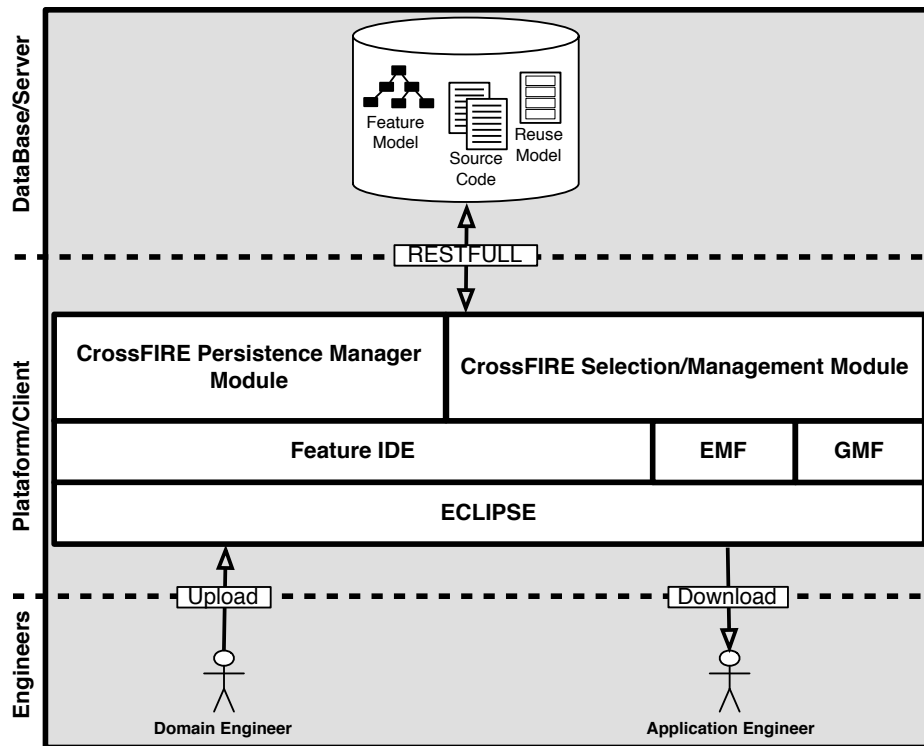 DataBase/Server
Feature
Model
Source
Code
Reuse
Model
RESTFULL
Plataform/Client
CrossFIRE Persistence Manager
Module
CrossFIRE Selection/Management Module
Feature IDE
EMF
GMF
ECLIPSE
Upload
Download
Engineers
Domain Engineer
Application Engineer